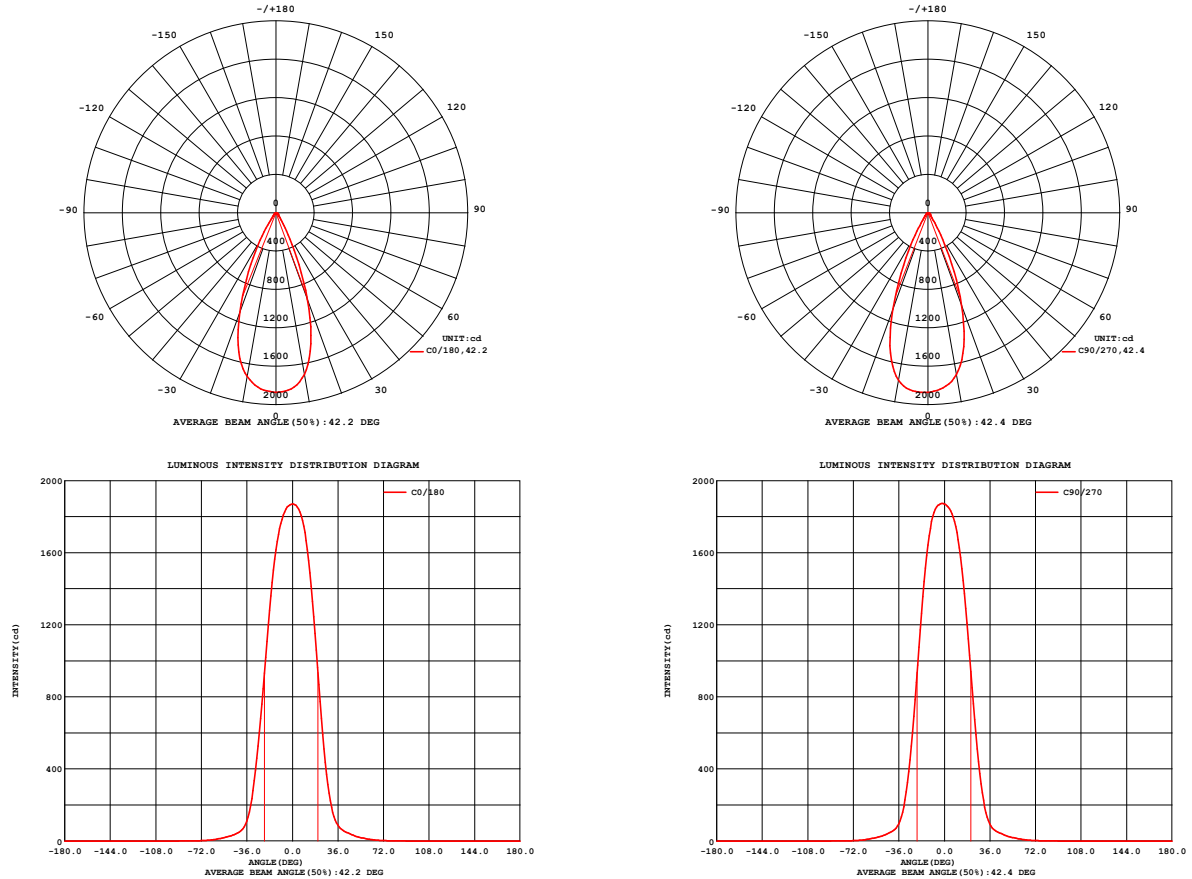 -/+180
-150 150
-120 120
-90 90
-60 60
-30 30
0
0
400
800
1200
1600
2000
UNIT:cd
C0/180,42.2
AVERAGE BEAM ANGLE(50%):42.2 DEG
-/+180
-150 150
-120 120
-90 90
-60 60
-30 30
0
0
400
800
1200
1600
2000
UNIT:cd
C90/270,42.4
AVERAGE BEAM ANGLE(50%):42.4 DEG
LUMINOUS INTENSITY DISTRIBUTION DIAGRAM
C0/180
INTENSITY(cd)
2000
1600
1200
800
400
0
-180.0 -144.0 -108.0 -72.0 -36.0 0.0 36.0 72.0 108.0 144.0 180.0
ANGLE(DEG)
AVERAGE BEAM ANGLE(50%):42.2 DEG
LUMINOUS INTENSITY DISTRIBUTION DIAGRAM
C90/270
INTENSITY(cd)
2000
1600
1200
800
400
0
-180.0 -144.0 -108.0 -72.0 -36.0 0.0 36.0 72.0 108.0 144.0 180.0
ANGLE(DEG)
AVERAGE BEAM ANGLE(50%):42.4 DEG